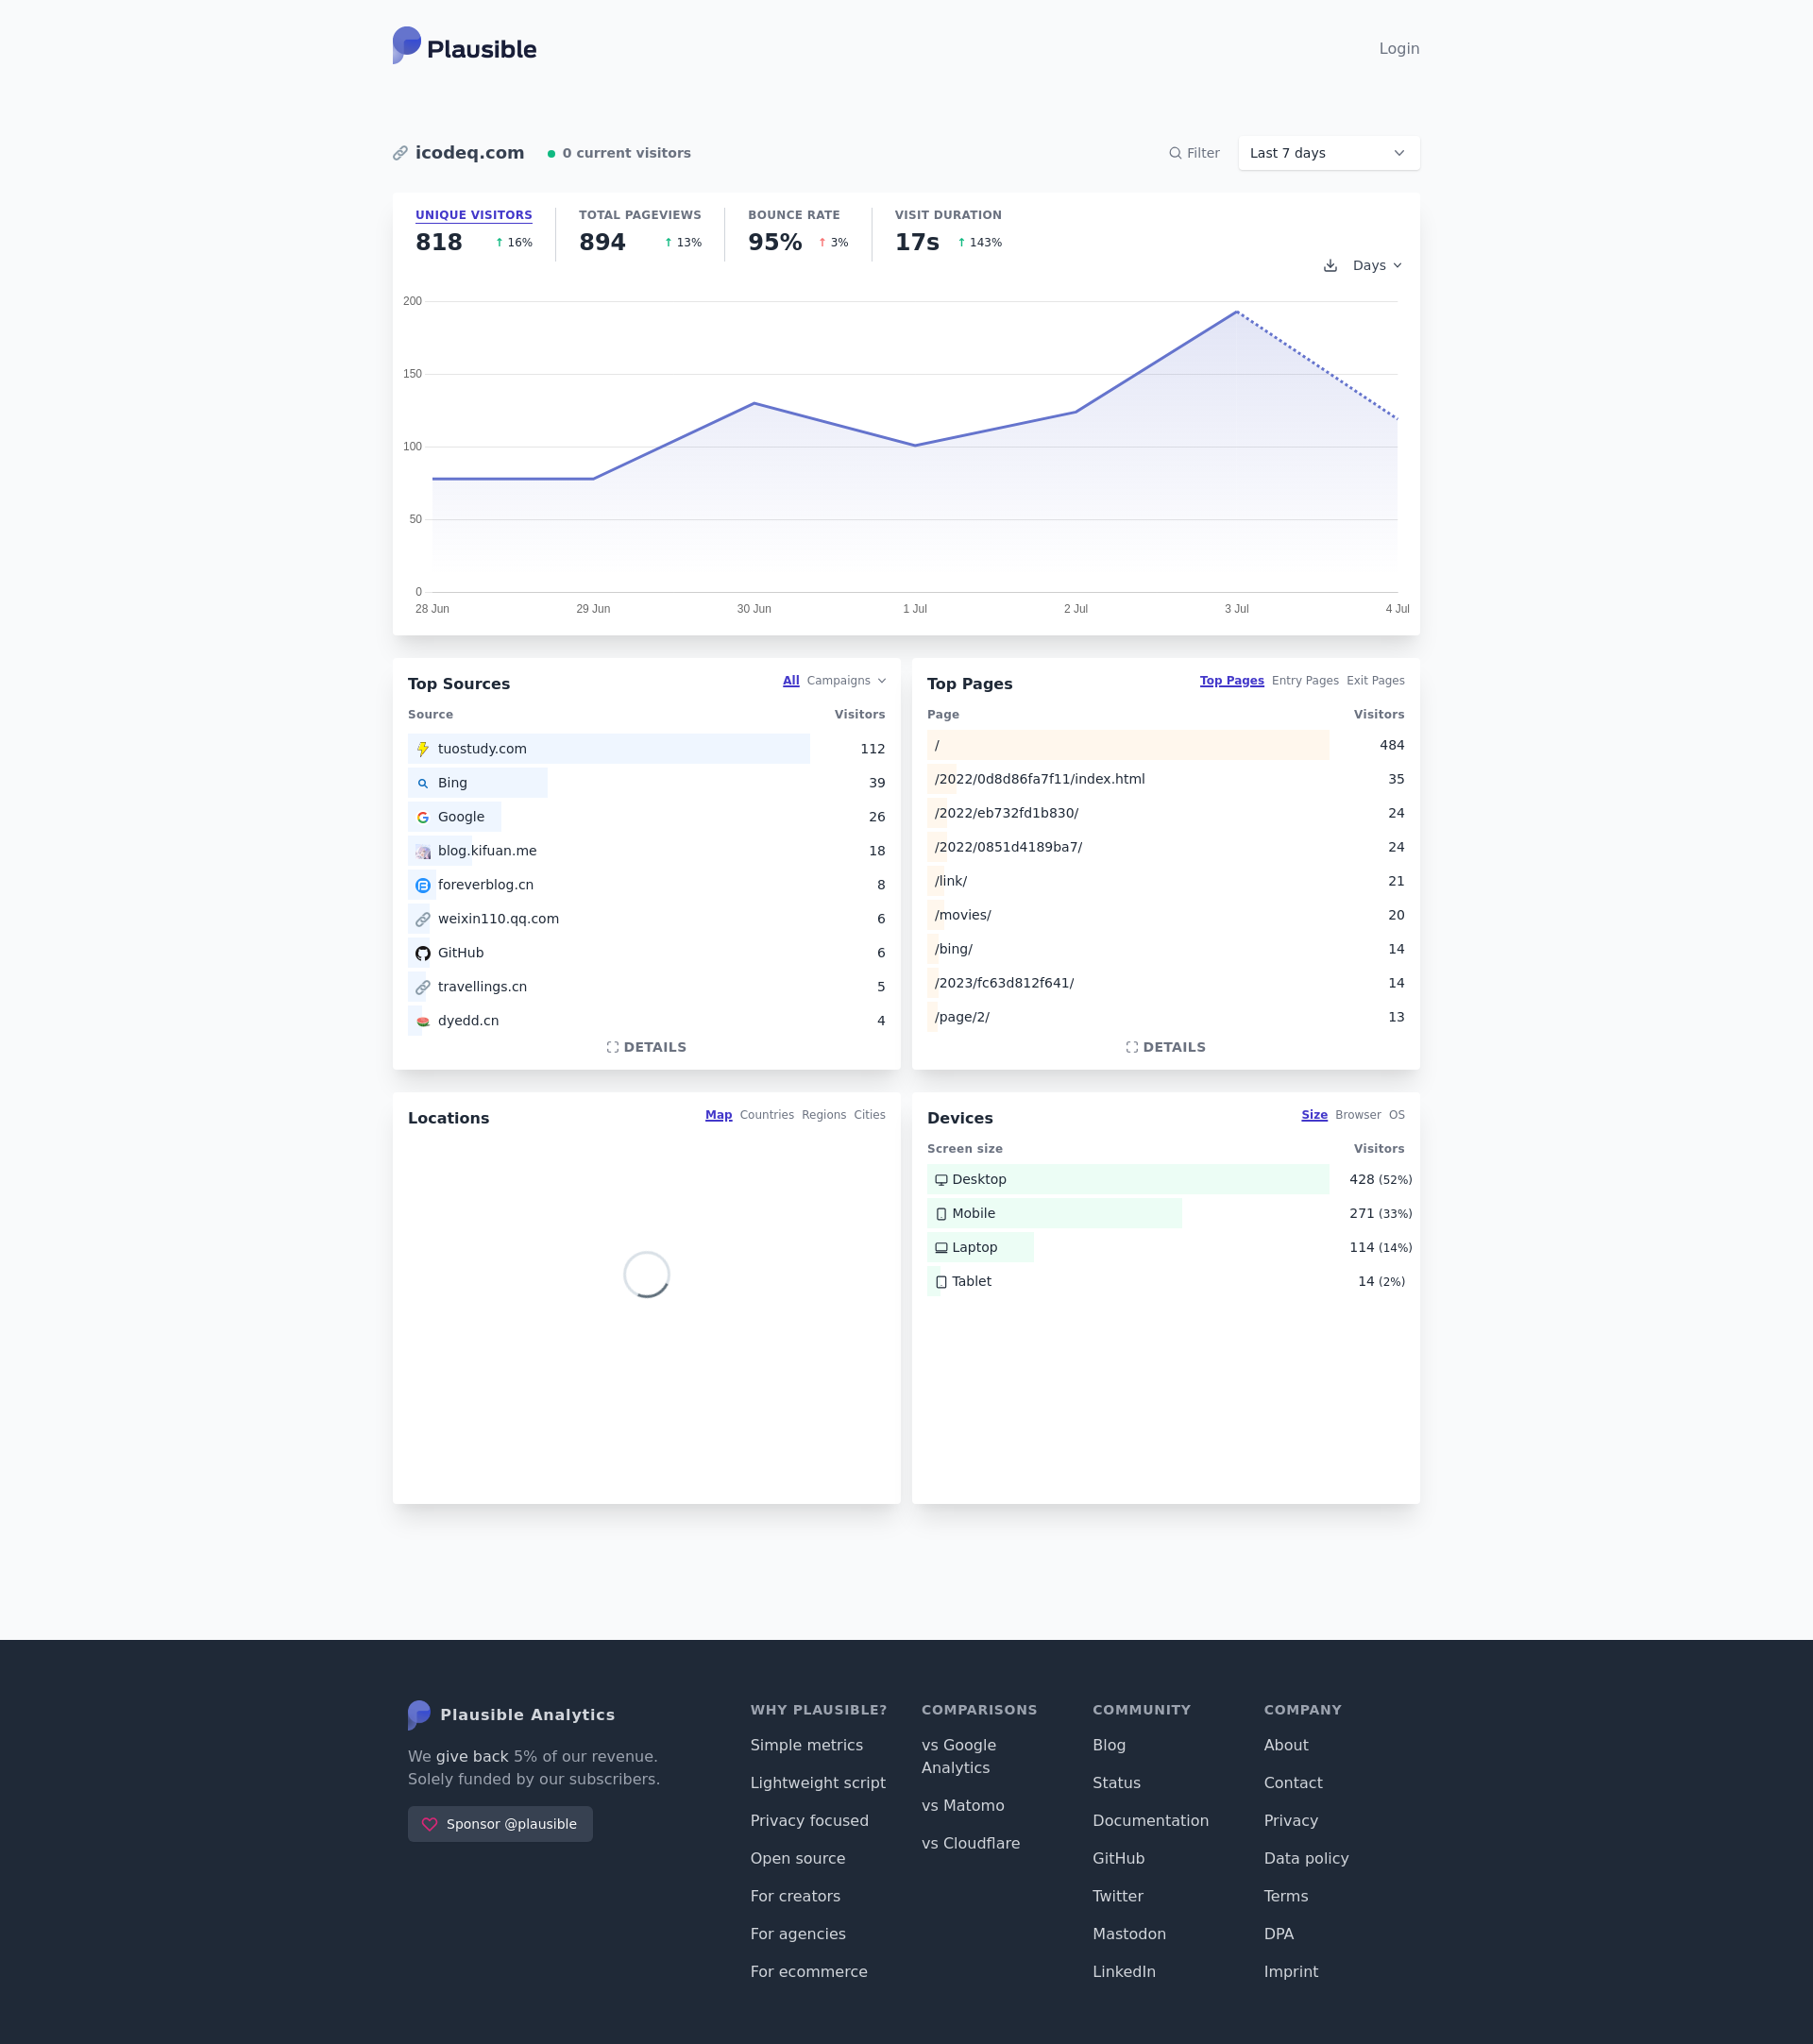 Plausible
Login
icodeq.com
0 current visitors
Filter
Last 7 days
UNIQUE VISITORS
818 ↑ 16%
TOTAL PAGEVIEWS
894 ↑ 13%
BOUNCE RATE
95% ↑ 3%
VISIT DURATION
17s ↑ 143%
Days
200
150
100
50
0
28 Jun 29 Jun 30 Jun 1 Jul 2 Jul 3 Jul 4 Jul
Top Sources
All Campaigns
Source Visitors
tuostudy.com 112
Bing 39
Google 26
blog.kifuan.me 18
foreverblog.cn 8
weixin110.qq.com 6
GitHub 6
travellings.cn 5
dyedd.cn 4
DETAILS
Top Pages
Top Pages Entry Pages Exit Pages
Page Visitors
/ 484
/2022/0d8d86fa7f11/index.html 35
/2022/eb732fd1b830/ 24
/2022/0851d4189ba7/ 24
/link/ 21
/movies/ 20
/bing/ 14
/2023/fc63d812f641/ 14
/page/2/ 13
DETAILS
Locations
Map Countries Regions Cities
Devices
Size Browser OS
Screen size Visitors
Desktop 428 (52%)
Mobile 271 (33%)
Laptop 114 (14%)
Tablet 14 (2%)
Plausible Analytics
We give back 5% of our revenue.
Solely funded by our subscribers.
Sponsor @plausible
WHY PLAUSIBLE?
Simple metrics
Lightweight script
Privacy focused
Open source
For creators
For agencies
For ecommerce
COMPARISONS
vs Google
Analytics
vs Matomo
vs Cloudflare
COMMUNITY
Blog
Status
Documentation
GitHub
Twitter
Mastodon
LinkedIn
COMPANY
About
Contact
Privacy
Data policy
Terms
DPA
Imprint